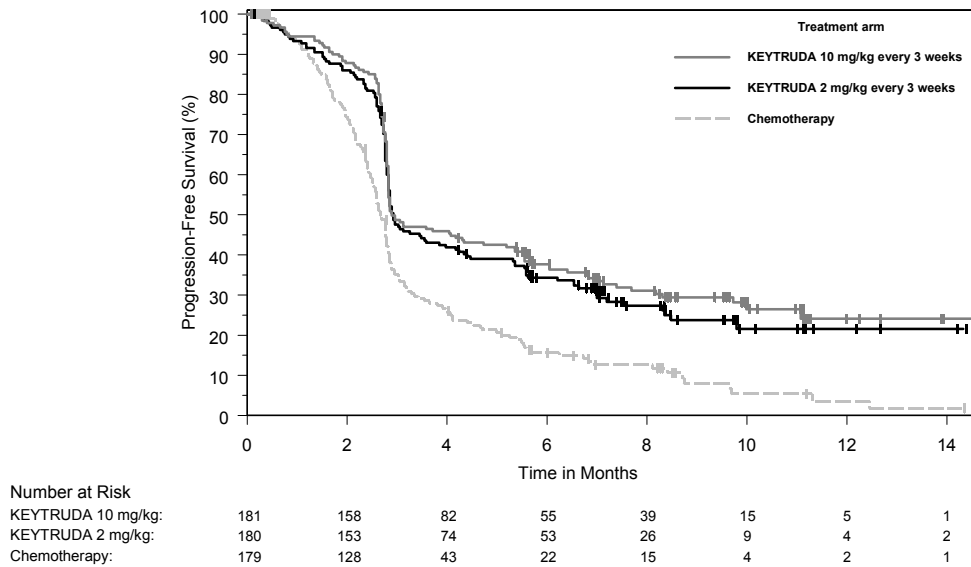 Treatment arm
KEYTRUDA 10 mg/kg every 3 weeks
KEYTRUDA 2 mg/kg every 3 weeks
Chemotherapy
Progression-Free Survival (%)
100
90
80
70
60
50
40
30
20
10
0
0 2 4 6 8 10 12 14
Time in Months
Number at Risk
KEYTRUDA 10 mg/kg: 181 158 82 55 39 15 5 1
KEYTRUDA 2 mg/kg: 180 153 74 53 26 9 4 2
Chemotherapy: 179 128 43 22 15 4 2 1